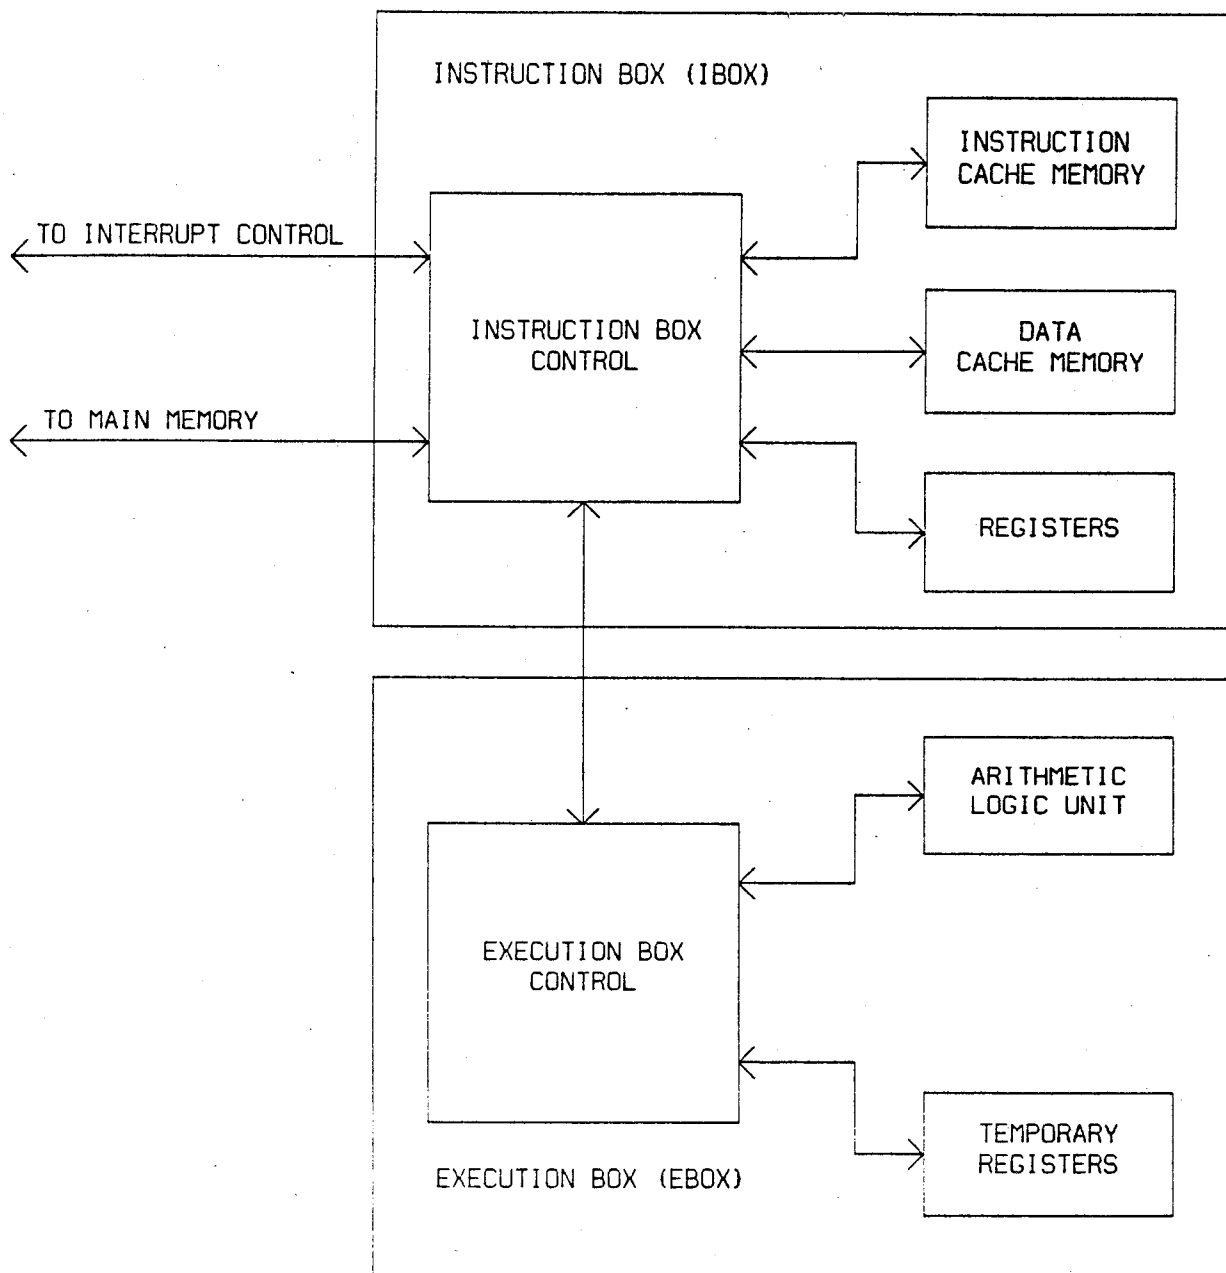 INSTRUCTION BOX (IBOX)
INSTRUCTION
CACHE MEMORY
TO INTERRUPT CONTROL
INSTRUCTION BOX
CONTROL
DATA
CACHE MEMORY
TO MAIN MEMORY
REGISTERS
ARITHMETIC
LOGIC UNIT
EXECUTION BOX
CONTROL
TEMPORARY
REGISTERS
EXECUTION BOX (EBOX)